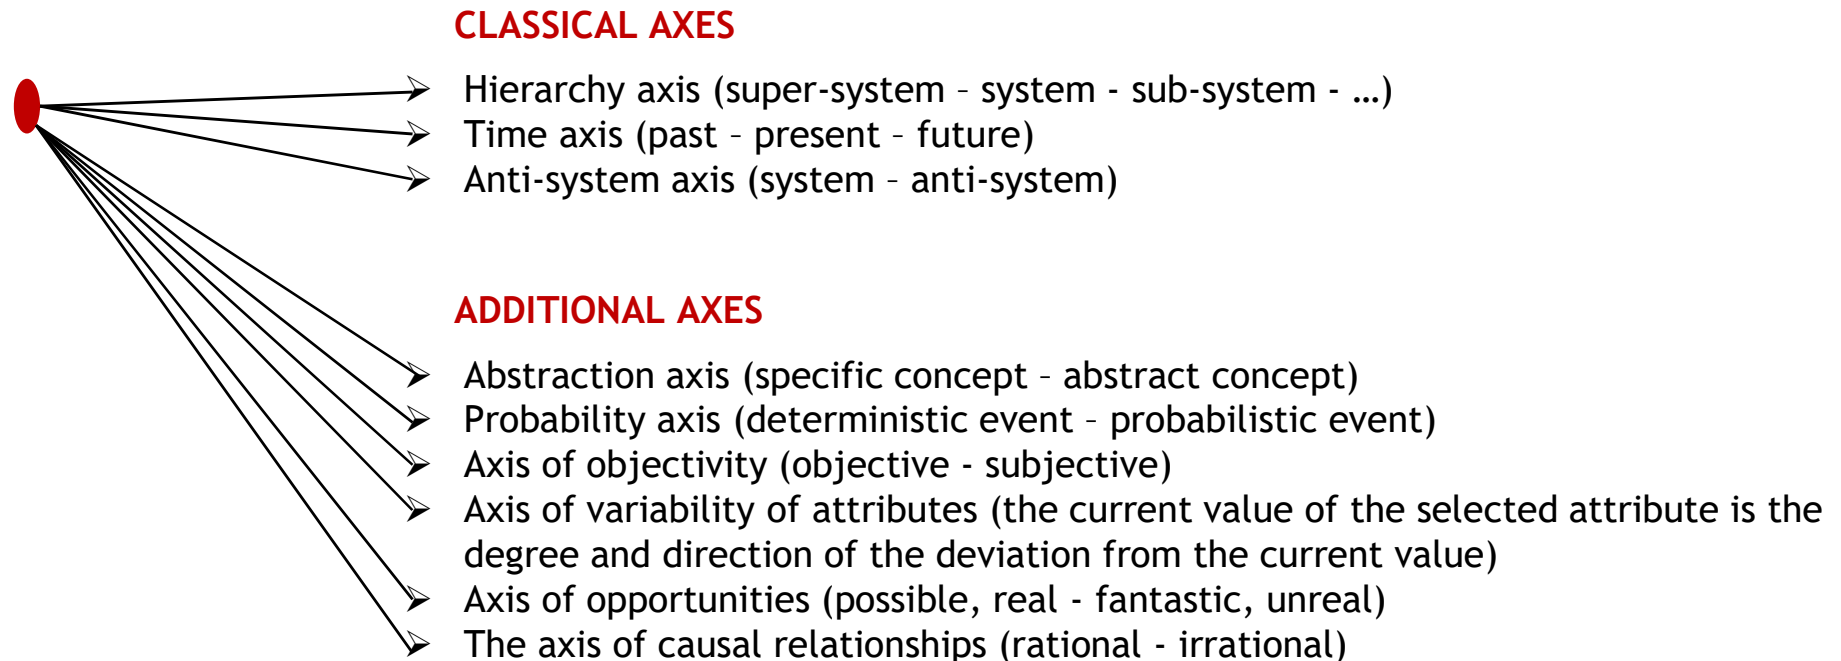 CLASSICAL AXES
Hierarchy axis (super-system – system - sub-system - …)
Time axis (past – present – future)
Anti-system axis (system – anti-system)
ADDITIONAL AXES
Abstraction axis (specific concept – abstract concept)
Probability axis (deterministic event – probabilistic event)
Axis of objectivity (objective - subjective)
Axis of variability of attributes (the current value of the selected attribute is the
degree and direction of the deviation from the current value)
Axis of opportunities (possible, real - fantastic, unreal)
The axis of causal relationships (rational - irrational)